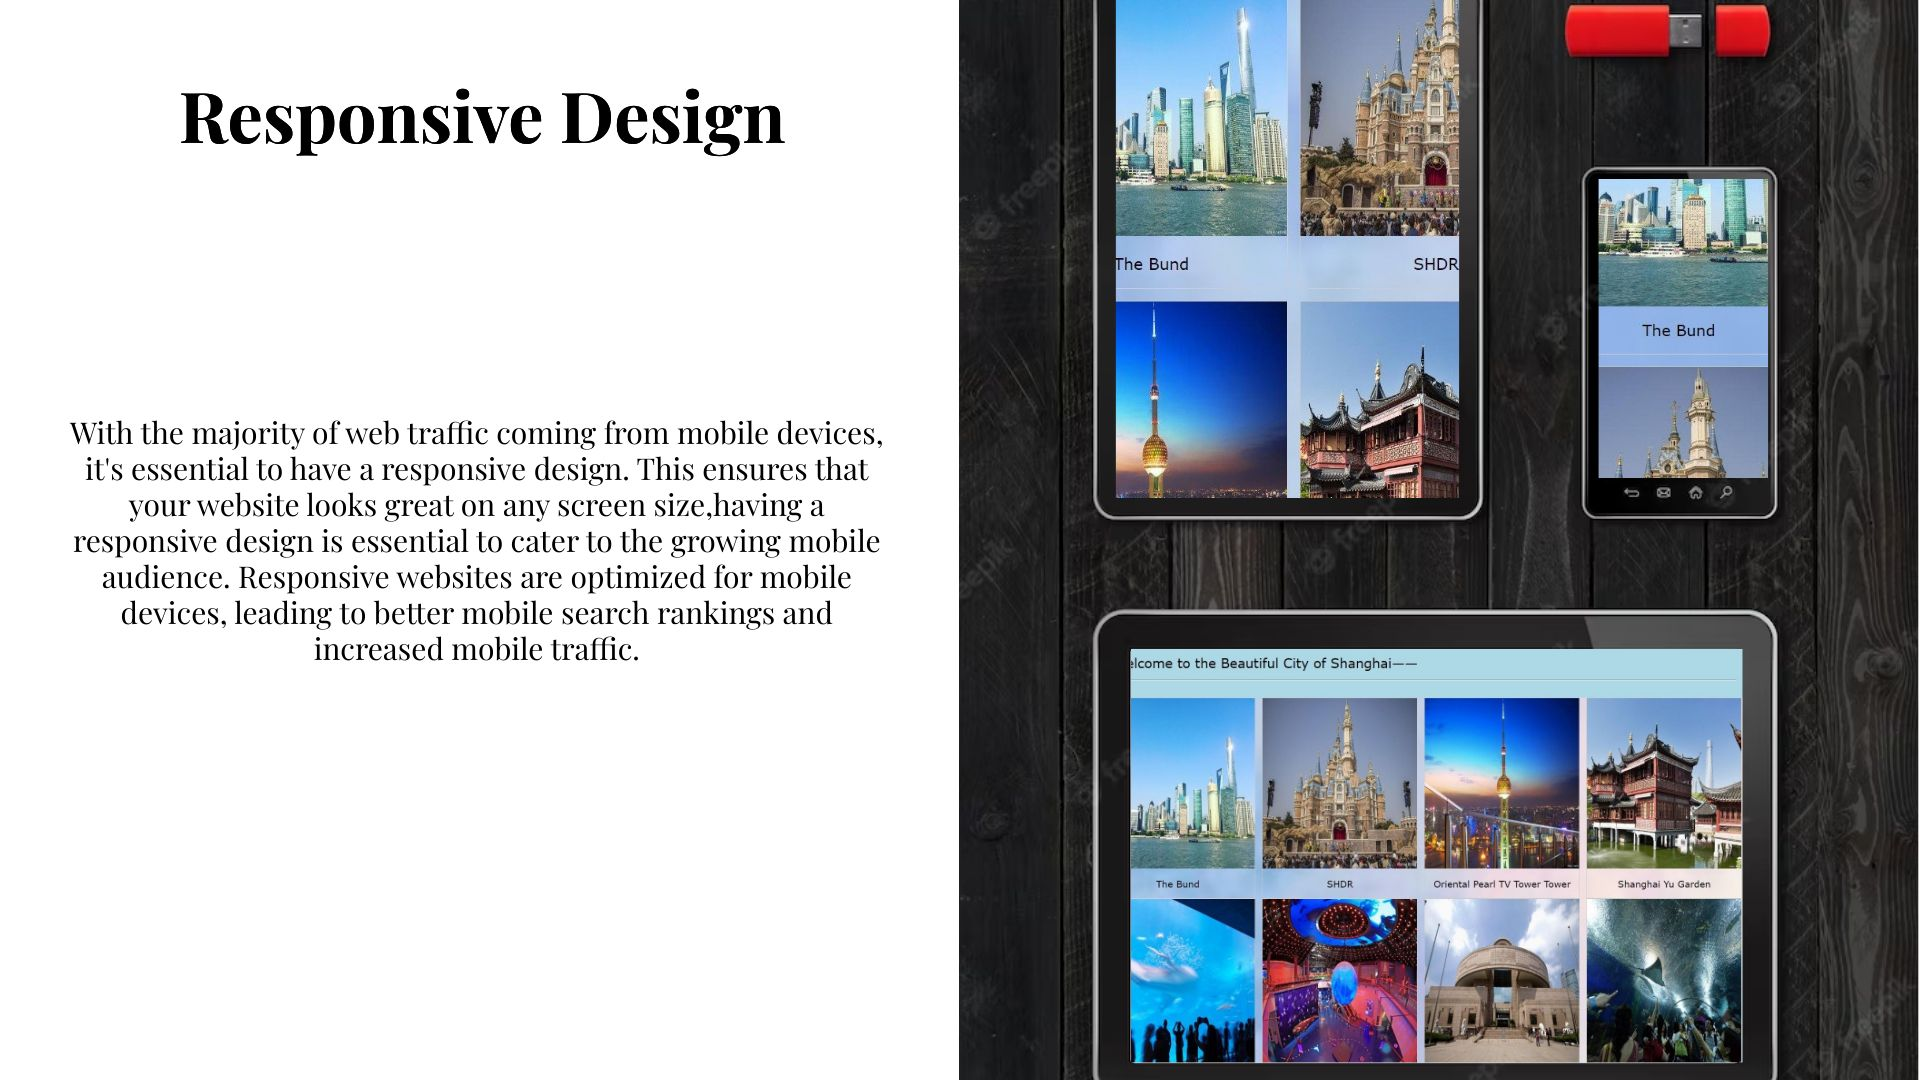 Responsive Design
With the majority of web traffic coming from mobile devices,
it's essential to have a responsive design. This ensures that
your website looks great on any screen size,having a
responsive design is essential to cater to the growing mobile
audience. Responsive websites are optimized for mobile
devices, leading to better mobile search rankings and
increased mobile traffic.
The Bund
SHDR
The Bund
elcome to the Beautiful City of Shanghai——
The Bund
SHDR
Oriental Pearl TV Tower Tower
Shanghai Yu Garden
freepik
freepik